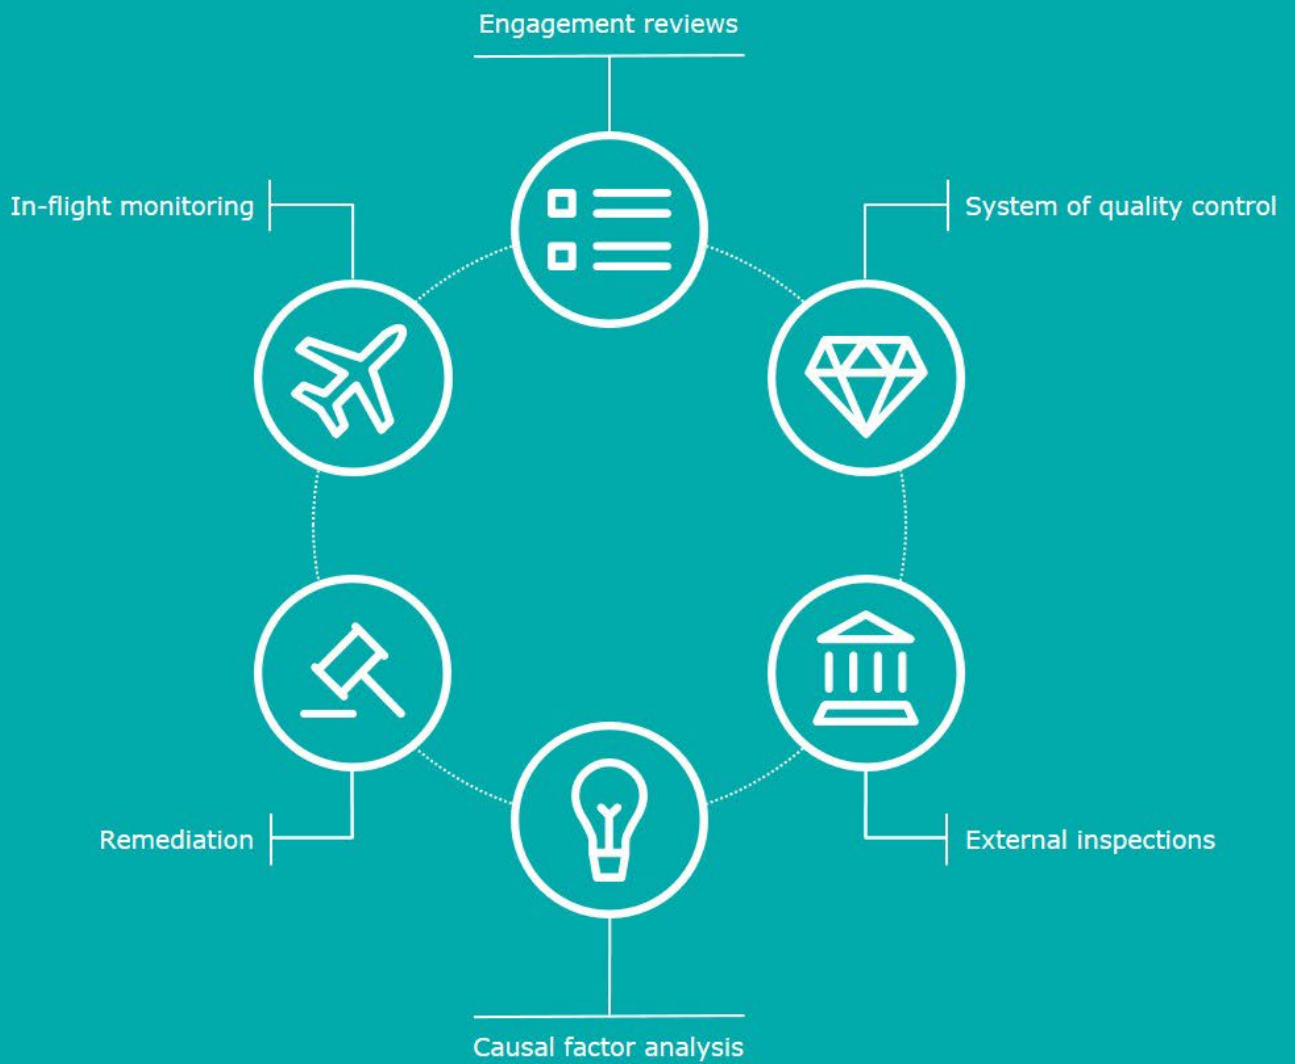 Engagement reviews
In-flight monitoring
System of quality control
Remediation
External inspections
Causal factor analysis